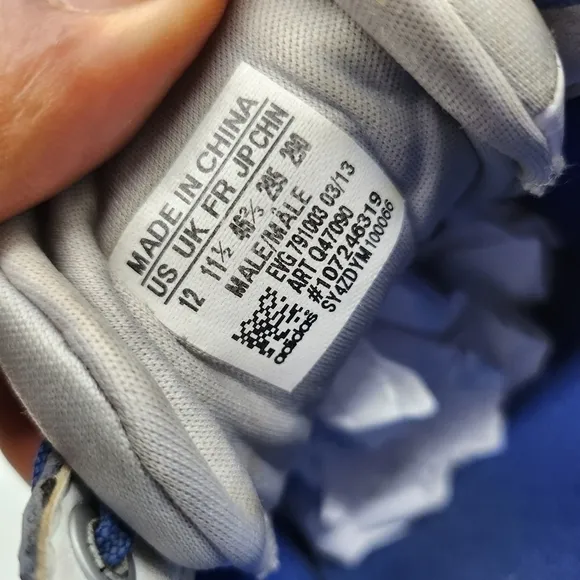 MADE IN CHINA
US UK FR JP CHN
12 11½ 46⅔ 295 290
MALE/MÂLE
EVG 791003 03/13
ART Q47090
#107246319
SY4ZDYM100066
adidas